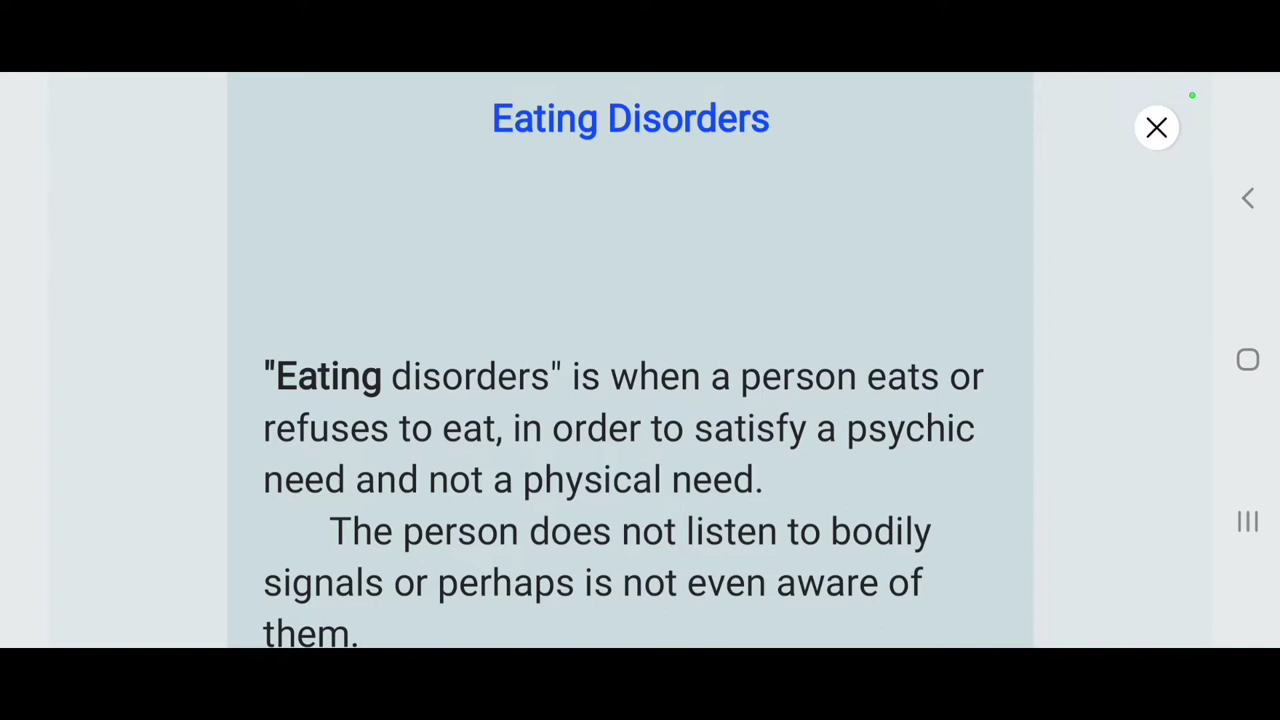 Eating Disorders
"Eating disorders" is when a person eats or
refuses to eat, in order to satisfy a psychic
need and not a physical need.
The person does not listen to bodily
signals or perhaps is not even aware of
them.